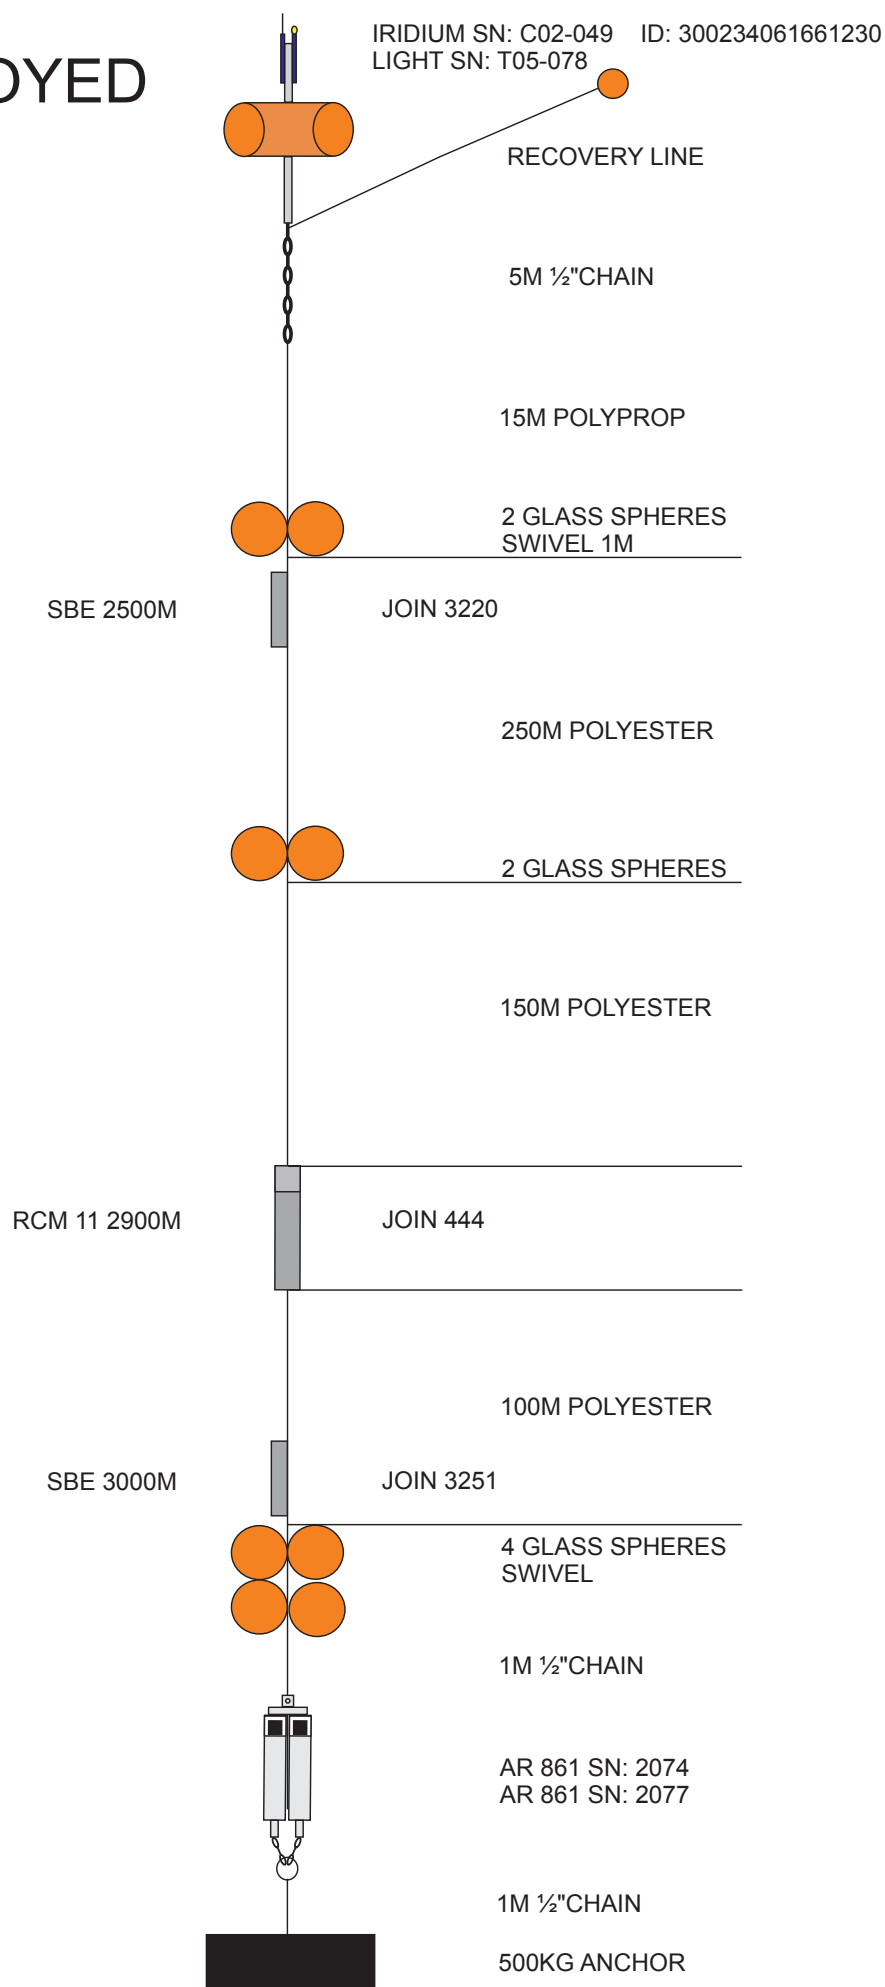 IRIDIUM SN: C02-049 ID: 300234061661230
LIGHT SN: T05-078
OYED
RECOVERY LINE
5M ½"CHAIN
15M POLYPROP
2 GLASS SPHERES
SWIVEL 1M
SBE 2500M JOIN 3220
250M POLYESTER
2 GLASS SPHERES
150M POLYESTER
RCM 11 2900M JOIN 444
100M POLYESTER
SBE 3000M JOIN 3251
4 GLASS SPHERES
SWIVEL
1M ½"CHAIN
AR 861 SN: 2074
AR 861 SN: 2077
1M ½"CHAIN
500KG ANCHOR